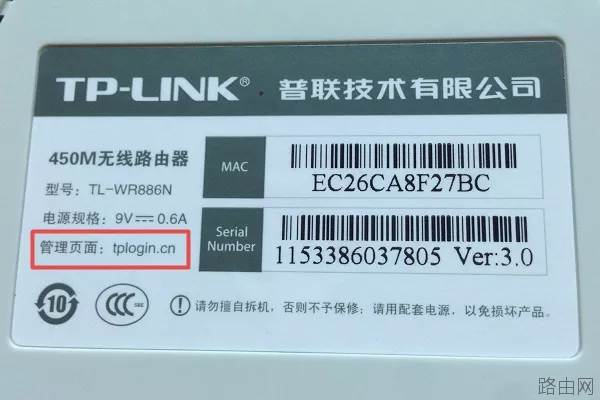 TP-LINK® 普联技术有限公司
450M无线路由器
型号：TL-WR886N
电源规格：9V⎓0.6A
管理页面：tplogin.cn
MAC
EC26CA8F27BC
Serial Number
1153386037805 Ver:3.0
10
CCC S&E
! 请勿擅自拆机，否则不予保修；请用配套电源，以免损坏产品。
路由网